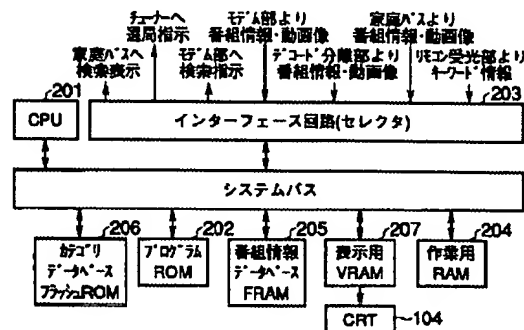 チューナーへ
選局指示
モデム部より
番組情報・動画像
家庭バスより
番組情報・動画像
家庭バスへ
検索表示
モデム部へ
検索指示
デコード分離部より
番組情報・動画像
リモコン受光部より
キーワード情報
201
203
CPU
インターフェース回路(セレクタ)
システムバス
206
202
205
207
204
カテゴリ
データベース
フラッシュROM
プログラム
ROM
番組情報
データベース
FRAM
表示用
VRAM
作業用
RAM
CRT
104